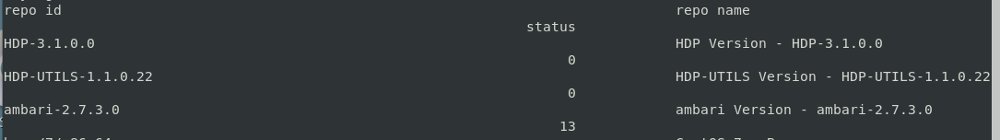 repo id repo name
status
HDP-3.1.0.0 HDP Version - HDP-3.1.0.0
0
HDP-UTILS-1.1.0.22 HDP-UTILS Version - HDP-UTILS-1.1.0.22
0
ambari-2.7.3.0 ambari Version - ambari-2.7.3.0
13